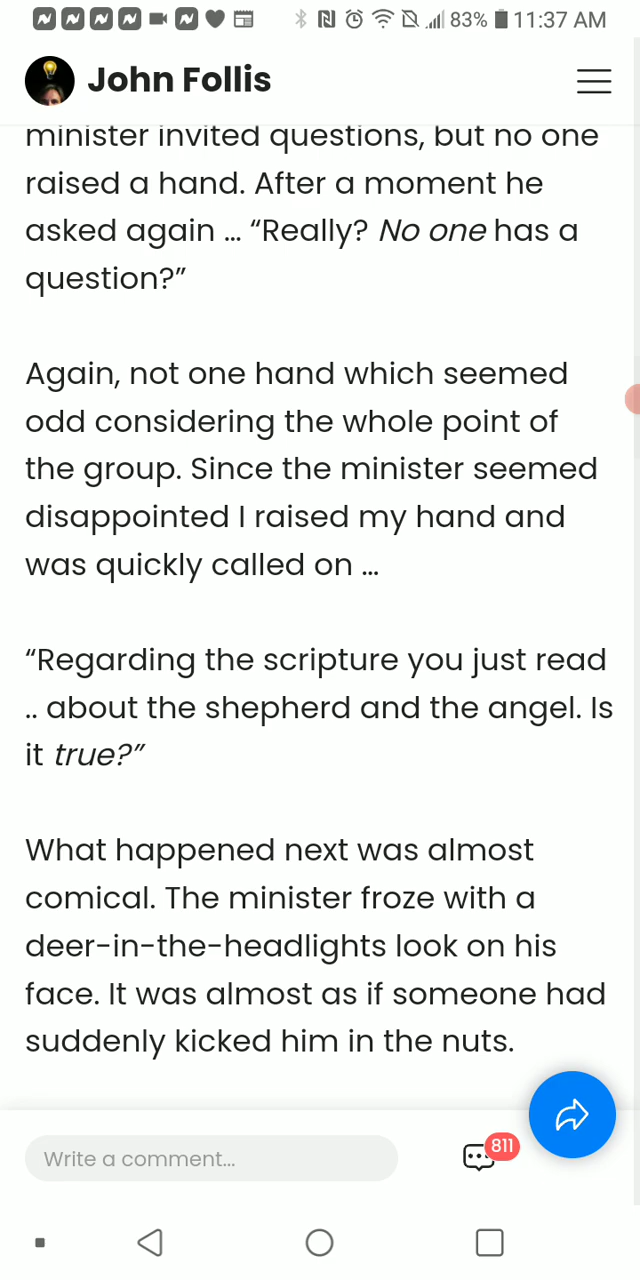 83% 11:37 AM
John Follis
minister invited questions, but no one
raised a hand. After a moment he
asked again ... “Really? No one has a
question?”
Again, not one hand which seemed
odd considering the whole point of
the group. Since the minister seemed
disappointed I raised my hand and
was quickly called on ...
“Regarding the scripture you just read
.. about the shepherd and the angel. Is
it true?”
What happened next was almost
comical. The minister froze with a
deer-in-the-headlights look on his
face. It was almost as if someone had
suddenly kicked him in the nuts.
Write a comment...
811